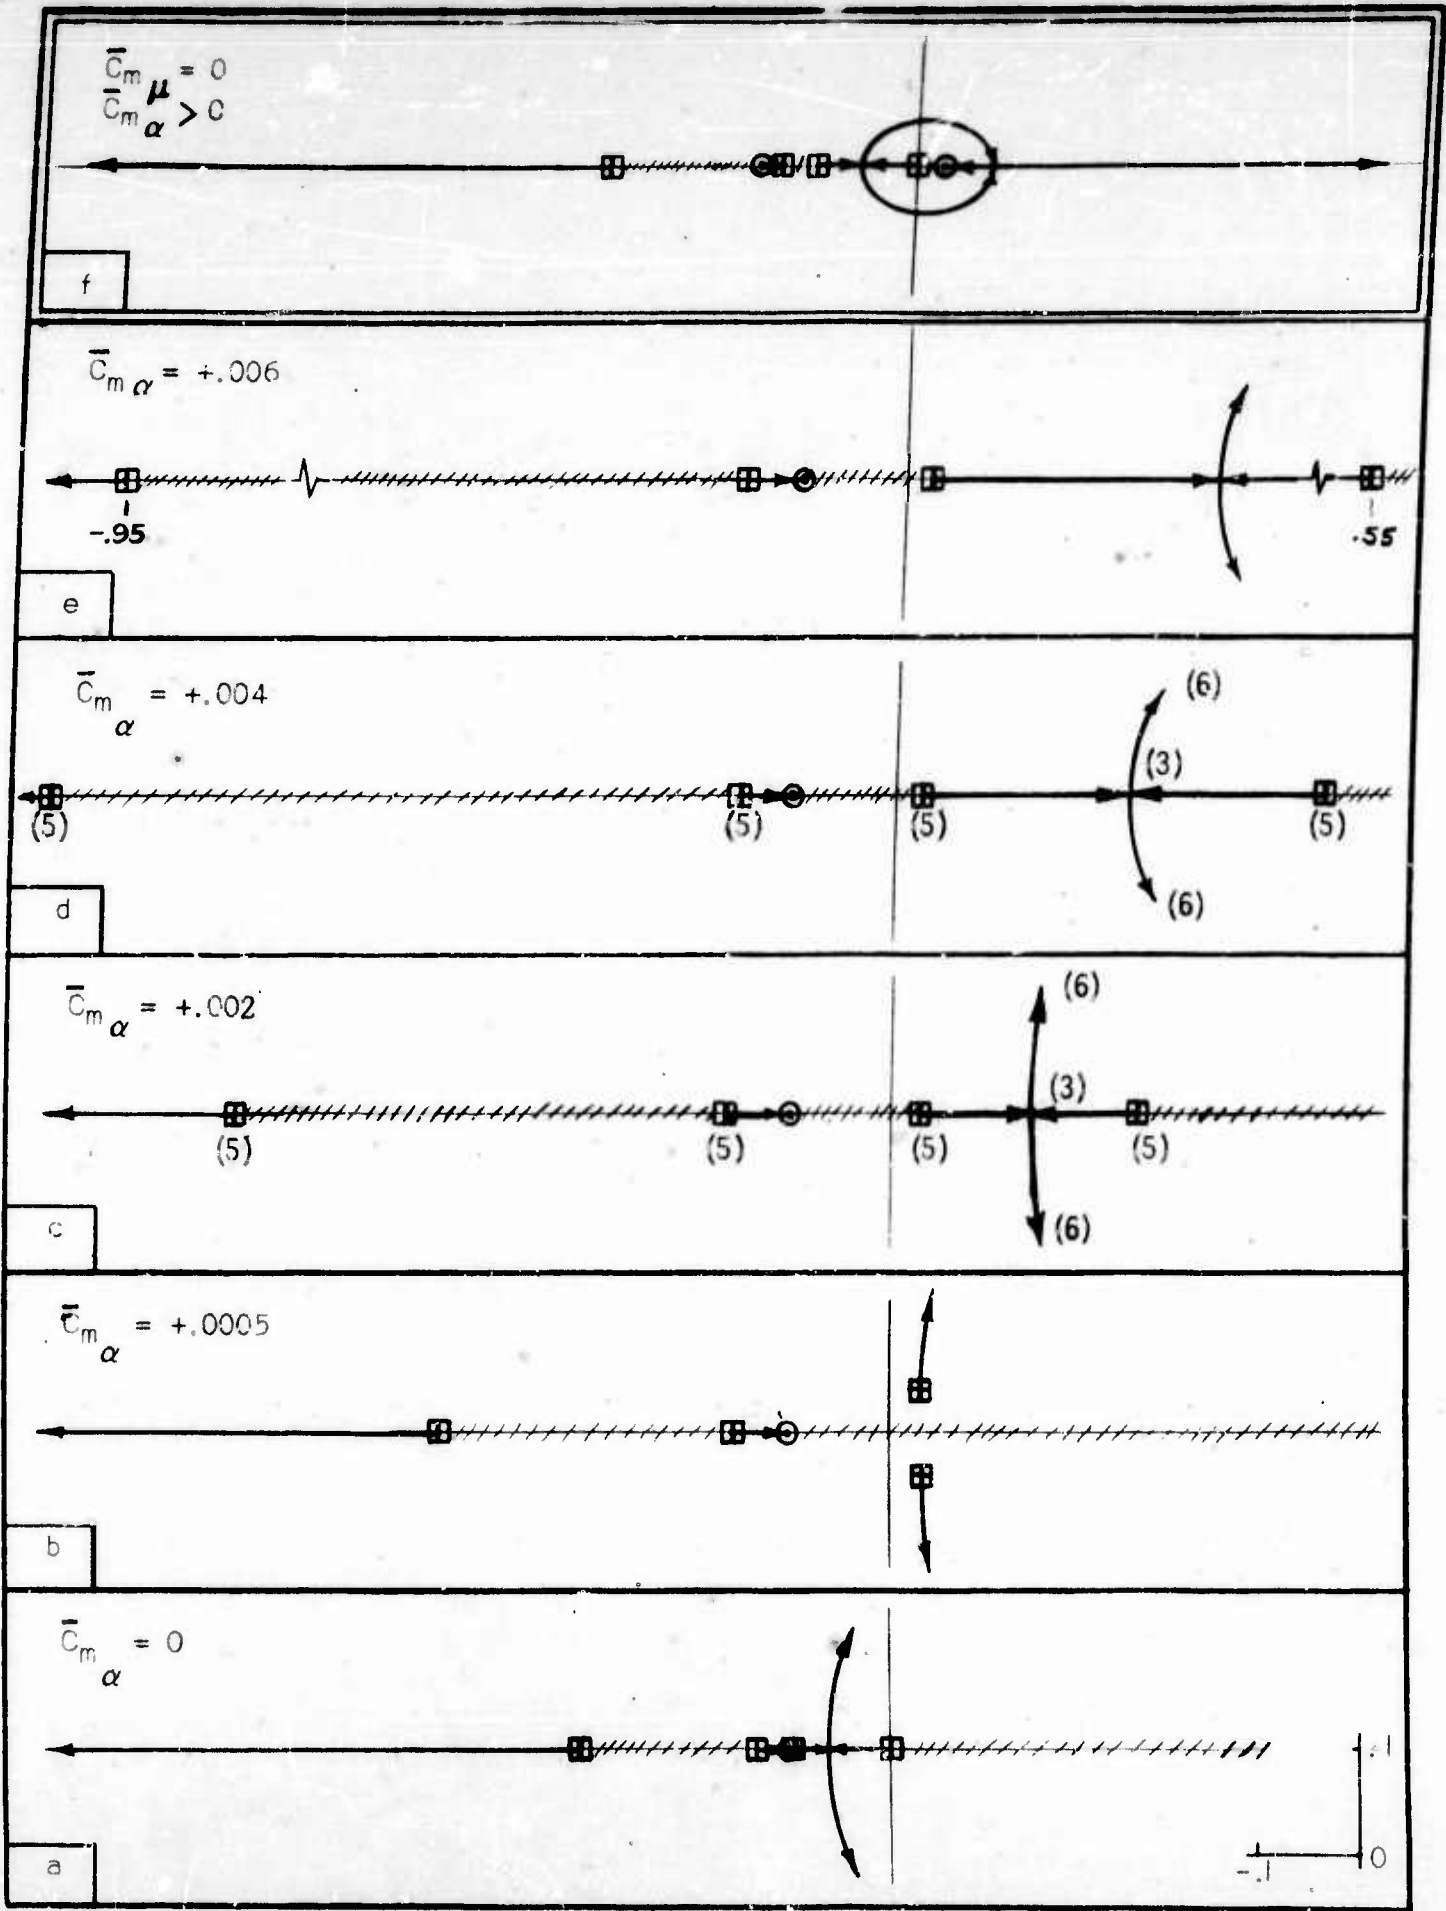 C̅m μ = 0
C̅m α > 0
f
C̅m α = +.006
-.95
.55
e
C̅m α = +.004
(6)
(3)
(5) (5) (5) (5)
(6)
d
C̅m α = +.002
(6)
(3)
(5) (5) (5) (5)
(6)
c
C̅m α = +.0005
b
C̅m α = 0
.1
a
-.1 0